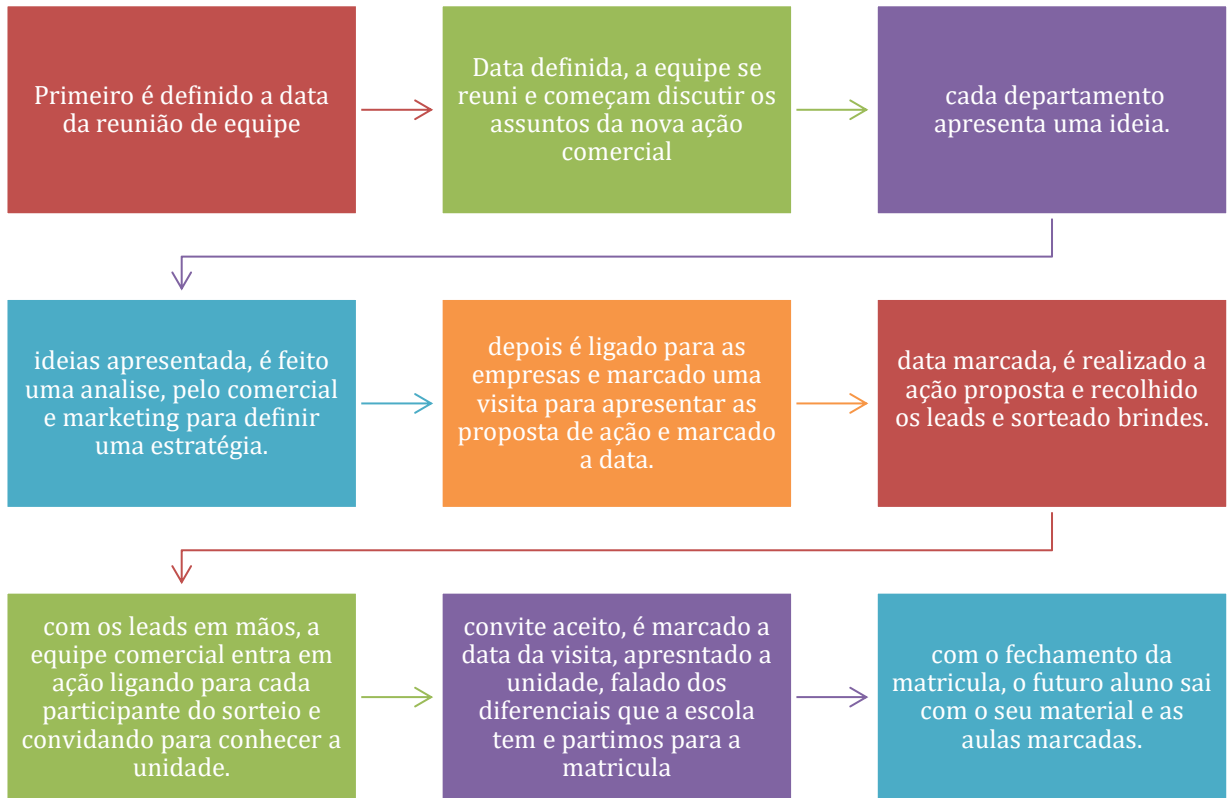 Primeiro é definido a data
da reunião de equipe
Data definida, a equipe se
reuni e começam discutir os
assuntos da nova ação
comercial
cada departamento
apresenta uma ideia.
ideias apresentada, é feito
uma analise, pelo comercial
e marketing para definir
uma estratégia.
depois é ligado para as
empresas e marcado uma
visita para apresentar as
proposta de ação e marcado
a data.
data marcada, é realizado a
ação proposta e recolhido
os leads e sorteado brindes.
com os leads em mãos, a
equipe comercial entra em
ação ligando para cada
participante do sorteio e
convidando para conhecer a
unidade.
convite aceito, é marcado a
data da visita, apresntado a
unidade, falado dos
diferenciais que a escola
tem e partimos para a
matricula
com o fechamento da
matricula, o futuro aluno sai
com o seu material e as
aulas marcadas.